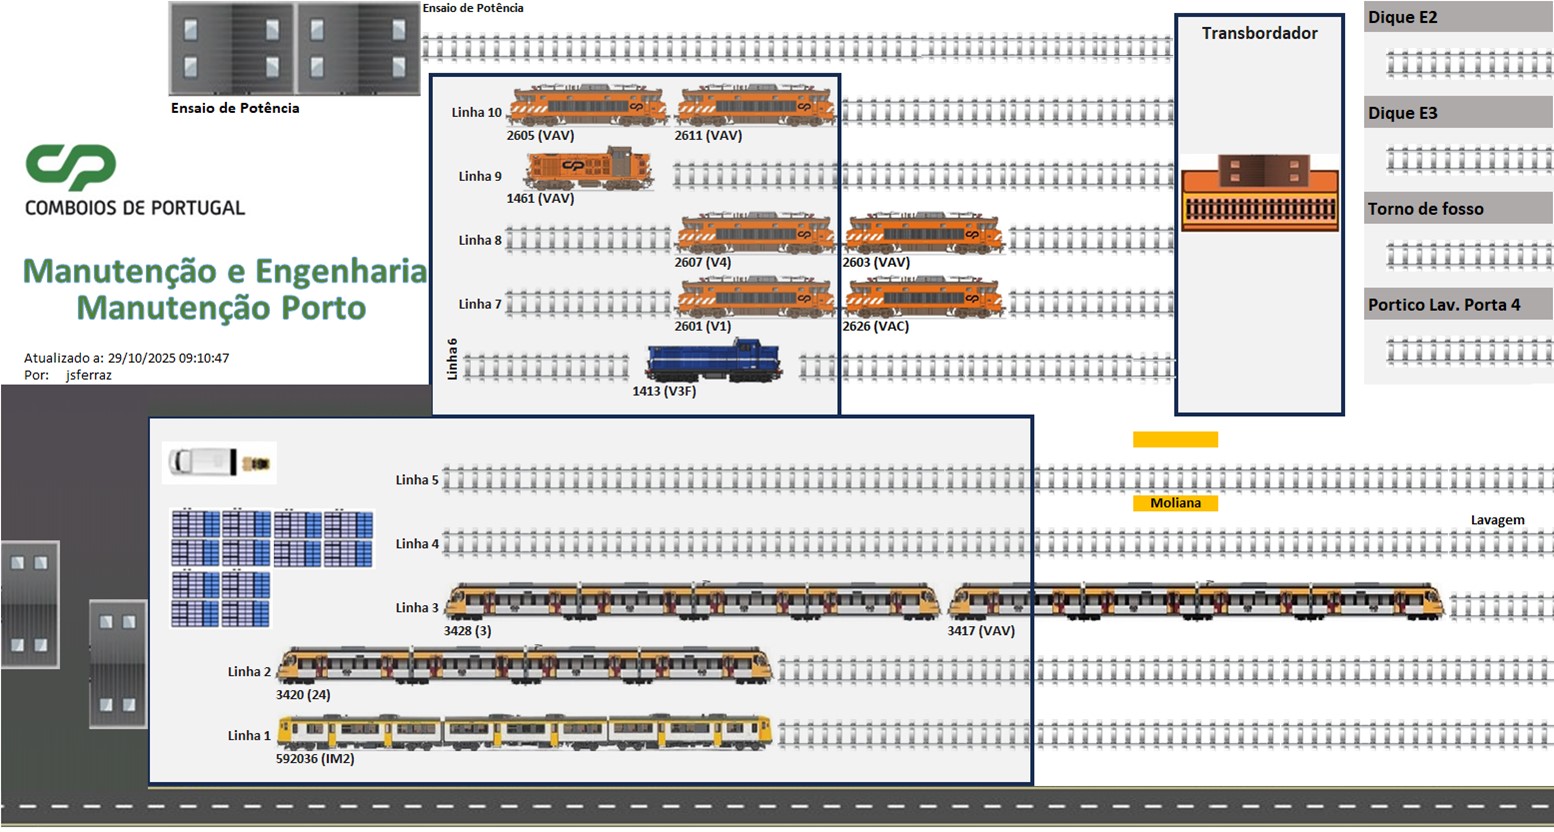 Ensaio de Potência
Ensaio de Potência
Transbordador
Dique E2
Dique E3
Torno de fosso
Portico Lav. Porta 4
CP
COMBOIOS DE PORTUGAL
Manutenção e Engenharia
Manutenção Porto
Atualizado a: 29/10/2025 09:10:47
Por: jsferraz
Linha 10
2605 (VAV) 2611 (VAV)
Linha 9
1461 (VAV)
Linha 8
2607 (V4) 2603 (VAV)
Linha 7
2601 (V1) 2626 (VAC)
Linha 6
1413 (V3F)
Linha 5
Moliana
Lavagem
Linha 4
Linha 3
3428 (3) 3417 (VAV)
Linha 2
3420 (24)
Linha 1
592036 (IM2)